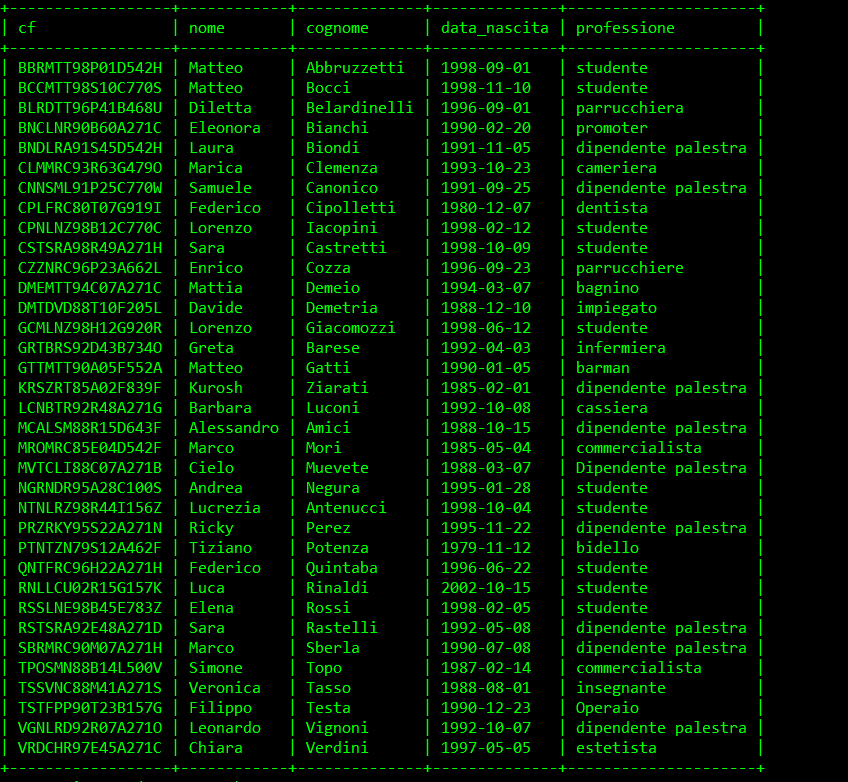 +------------------+------------+--------------+--------------+---------------------+
| cf | nome | cognome | data_nascita | professione |
+------------------+------------+--------------+--------------+---------------------+
| BBRMTT98P01D542H | Matteo | Abbruzzetti | 1998-09-01 | studente |
| BCCMTT98S10C770S | Matteo | Bocci | 1998-11-10 | studente |
| BLRDTT96P41B468U | Diletta | Belardinelli | 1996-09-01 | parrucchiera |
| BNCLNR90B60A271C | Eleonora | Bianchi | 1990-02-20 | promoter |
| BNDLRA91S45D542H | Laura | Biondi | 1991-11-05 | dipendente palestra |
| CLMMRC93R63G479O | Marica | Clemenza | 1993-10-23 | cameriera |
| CNNSML91P25C770W | Samuele | Canonico | 1991-09-25 | dipendente palestra |
| CPLFRC80T07G919I | Federico | Cipolletti | 1980-12-07 | dentista |
| CPNLNZ98B12C770C | Lorenzo | Iacopini | 1998-02-12 | studente |
| CSTSRA98R49A271H | Sara | Castretti | 1998-10-09 | studente |
| CZZNRC96P23A662L | Enrico | Cozza | 1996-09-23 | parrucchiere |
| DMEMTT94C07A271C | Mattia | Demeio | 1994-03-07 | bagnino |
| DMTDVD88T10F205L | Davide | Demetria | 1988-12-10 | impiegato |
| GCMLNZ98H12G920R | Lorenzo | Giacomozzi | 1998-06-12 | studente |
| GRTBRS92D43B734O | Greta | Barese | 1992-04-03 | infermiera |
| GTTMTT90A05F552A | Matteo | Gatti | 1990-01-05 | barman |
| KRSZRT85A02F839F | Kurosh | Ziarati | 1985-02-01 | dipendente palestra |
| LCNBTR92R48A271G | Barbara | Luconi | 1992-10-08 | cassiera |
| MCALSM88R15D643F | Alessandro | Amici | 1988-10-15 | dipendente palestra |
| MROMRC85E04D542F | Marco | Mori | 1985-05-04 | commercialista |
| MVTCLI88C07A271B | Cielo | Muevete | 1988-03-07 | Dipendente palestra |
| NGRNDR95A28C100S | Andrea | Negura | 1995-01-28 | studente |
| NTNLRZ98R44I156Z | Lucrezia | Antenucci | 1998-10-04 | studente |
| PRZRKY95S22A271N | Ricky | Perez | 1995-11-22 | dipendente palestra |
| PTNTZN79S12A462F | Tiziano | Potenza | 1979-11-12 | bidello |
| QNTFRC96H22A271H | Federico | Quintaba | 1996-06-22 | studente |
| RNLLCU02R15G157K | Luca | Rinaldi | 2002-10-15 | studente |
| RSSLNE98B45E783Z | Elena | Rossi | 1998-02-05 | studente |
| RSTSRA92E48A271D | Sara | Rastelli | 1992-05-08 | dipendente palestra |
| SBRMRC90M07A271H | Marco | Sberla | 1990-07-08 | dipendente palestra |
| TPOSMN88B14L500V | Simone | Topo | 1987-02-14 | commercialista |
| TSSVNC88M41A271S | Veronica | Tasso | 1988-08-01 | insegnante |
| TSTFPP90T23B157G | Filippo | Testa | 1990-12-23 | Operaio |
| VGNLRD92R07A271O | Leonardo | Vignoni | 1992-10-07 | dipendente palestra |
| VRDCHR97E45A271C | Chiara | Verdini | 1997-05-05 | estetista |
+------------------+------------+--------------+--------------+---------------------+